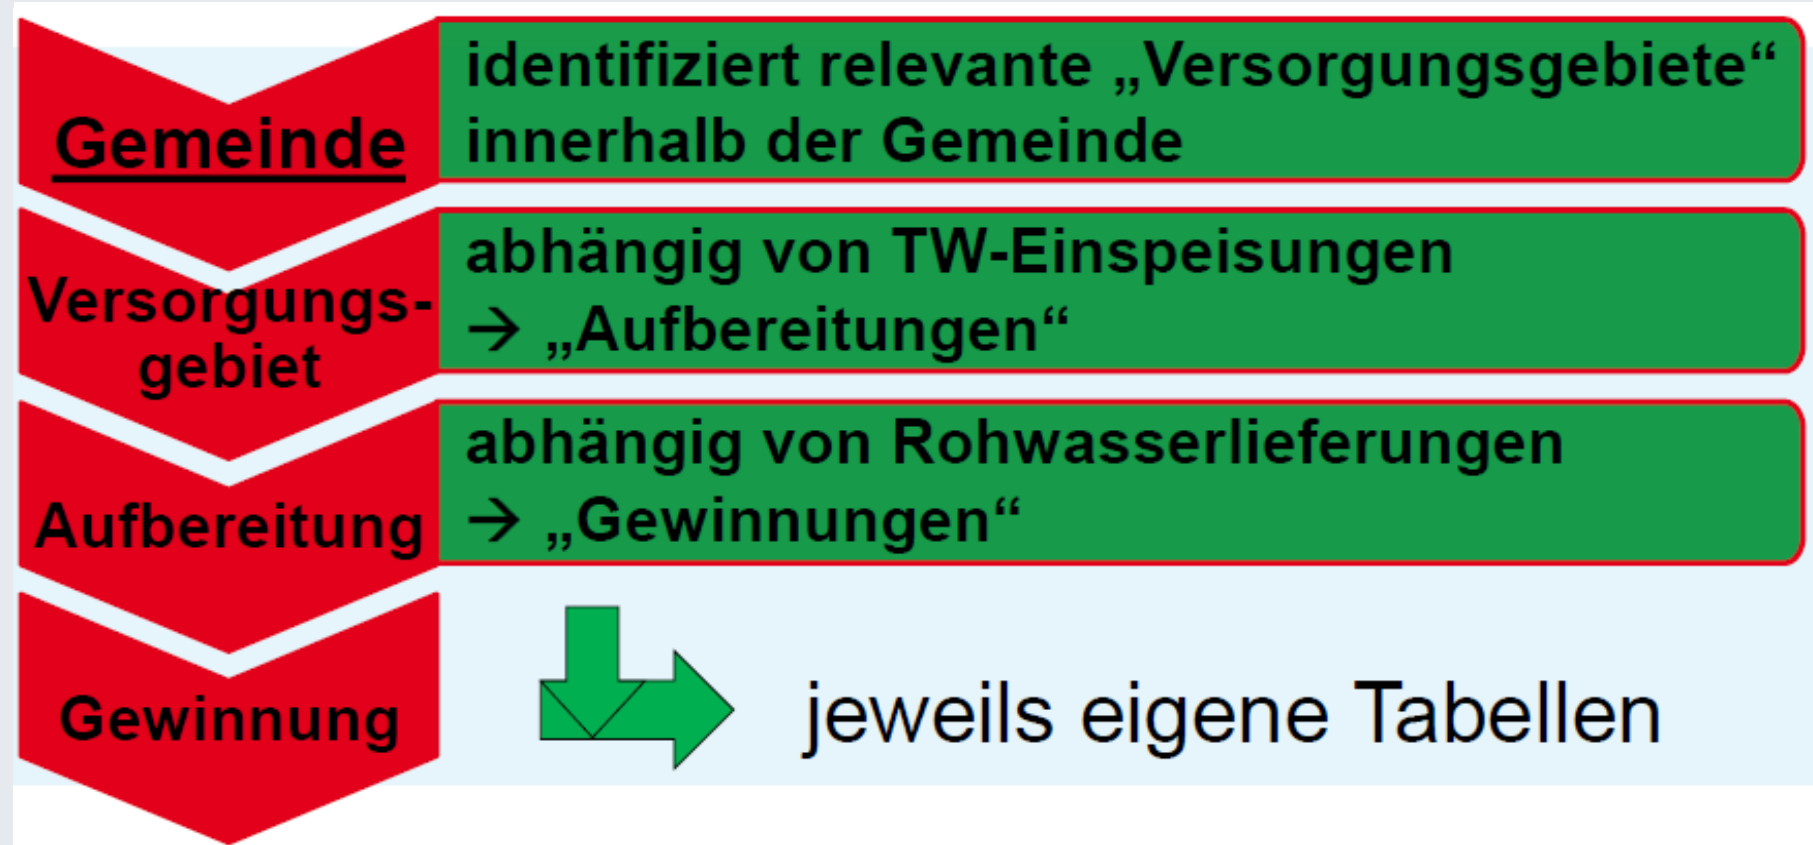 Gemeinde
identifiziert relevante „Versorgungsgebiete“
innerhalb der Gemeinde
Versorgungs-
gebiet
abhängig von TW-Einspeisungen
→ „Aufbereitungen“
Aufbereitung
abhängig von Rohwasserlieferungen
→ „Gewinnungen“
Gewinnung
jeweils eigene Tabellen